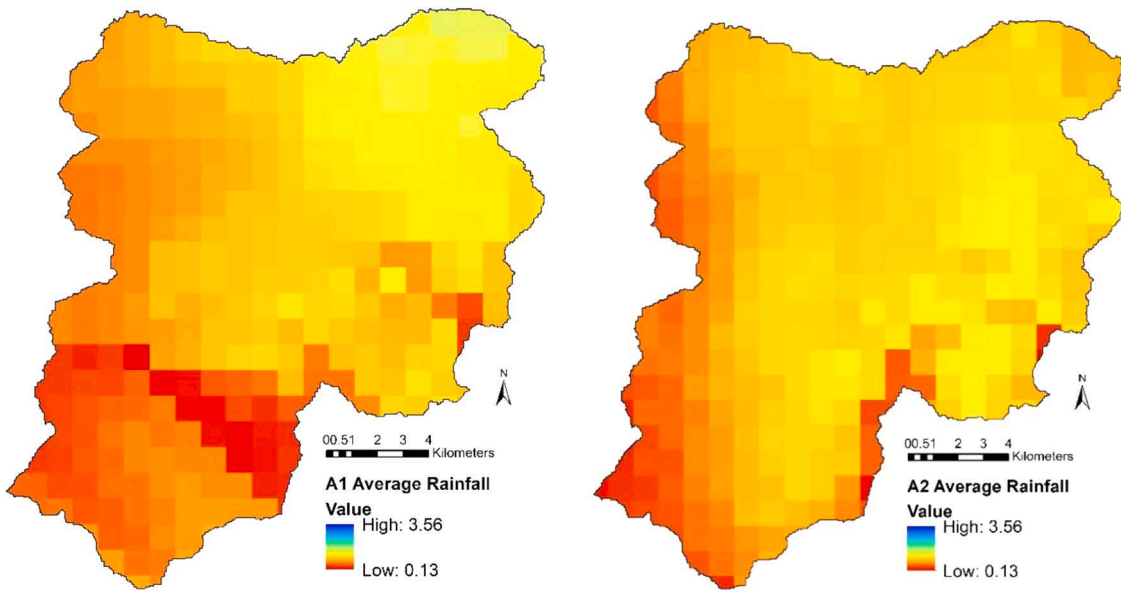 N
00.51 2 3 4
Kilometers
A1 Average Rainfall
Value
High: 3.56
Low: 0.13
N
00.51 2 3 4
Kilometers
A2 Average Rainfall
Value
High: 3.56
Low: 0.13